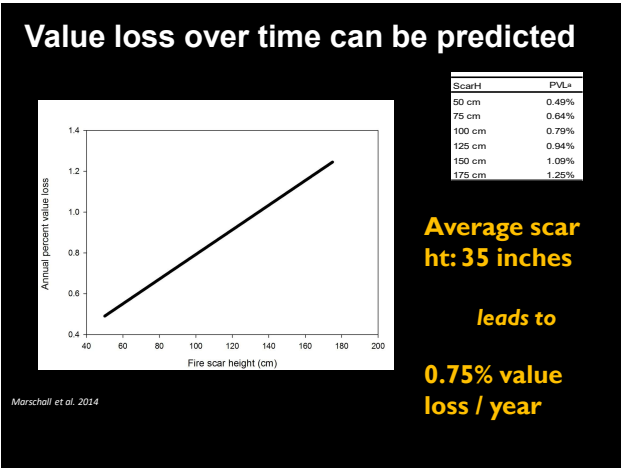 Value loss over time can be predicted
ScarH PVLa
50 cm 0.49%
75 cm 0.64%
100 cm 0.79%
125 cm 0.94%
150 cm 1.09%
175 cm 1.25%
1.4
1.2
1.0
0.8
0.6
0.4
Annual percent value loss
40 60 80 100 120 140 160 180 200
Fire scar height (cm)
Average scar
ht: 35 inches
leads to
0.75% value
loss / year
Marschall et al. 2014